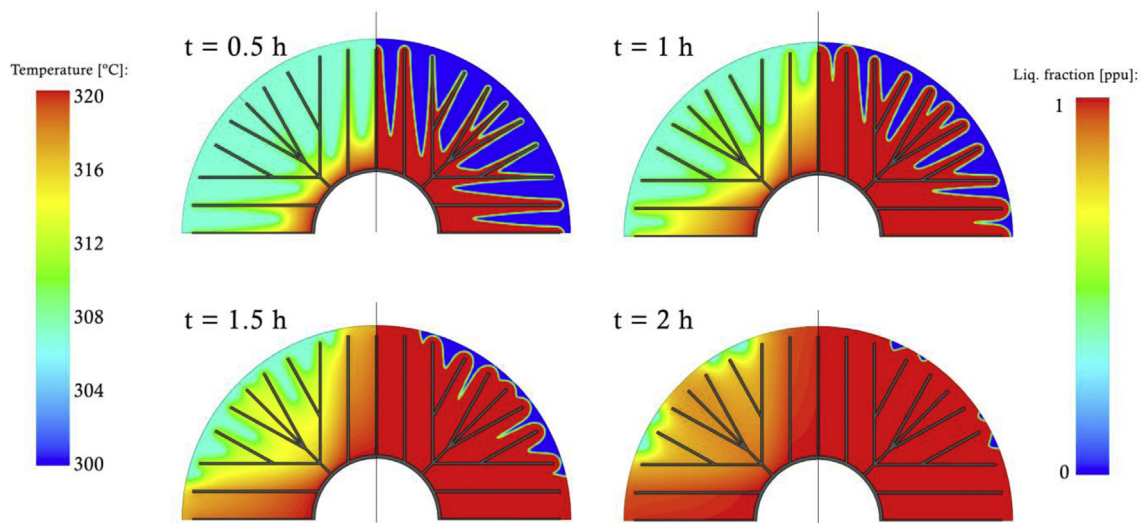 t = 0.5 h
t = 1 h
Temperature [ºC]:
320
316
312
308
304
300
Liq. fraction [ppu]:
1
0
t = 1.5 h
t = 2 h